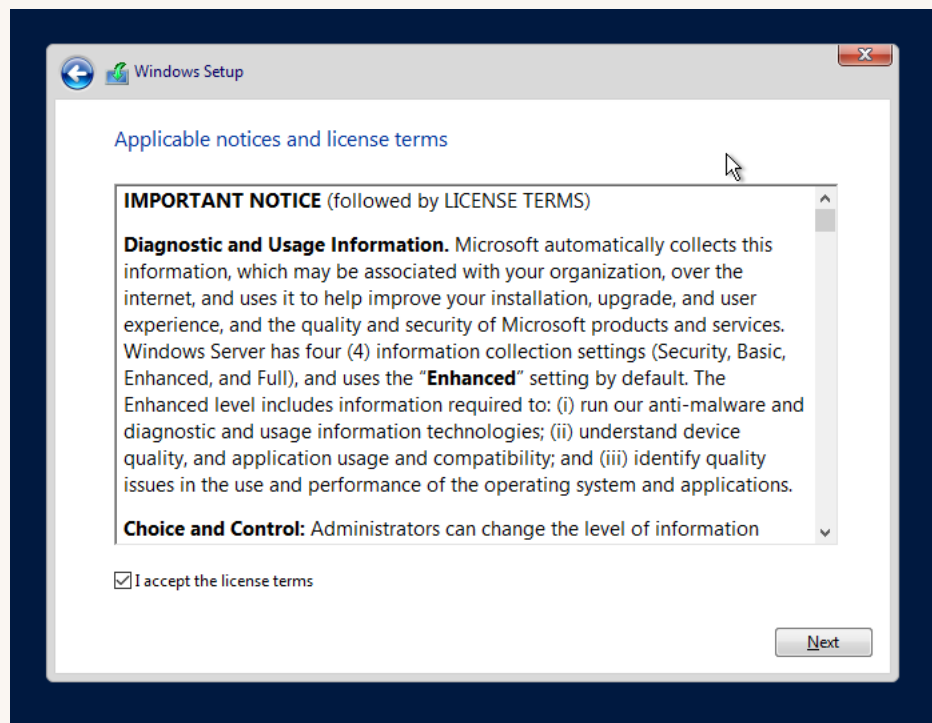 Windows Setup
Applicable notices and license terms
IMPORTANT NOTICE (followed by LICENSE TERMS)
Diagnostic and Usage Information. Microsoft automatically collects this
information, which may be associated with your organization, over the
internet, and uses it to help improve your installation, upgrade, and user
experience, and the quality and security of Microsoft products and services.
Windows Server has four (4) information collection settings (Security, Basic,
Enhanced, and Full), and uses the “Enhanced” setting by default. The
Enhanced level includes information required to: (i) run our anti-malware and
diagnostic and usage information technologies; (ii) understand device
quality, and application usage and compatibility; and (iii) identify quality
issues in the use and performance of the operating system and applications.
Choice and Control: Administrators can change the level of information
I accept the license terms
Next